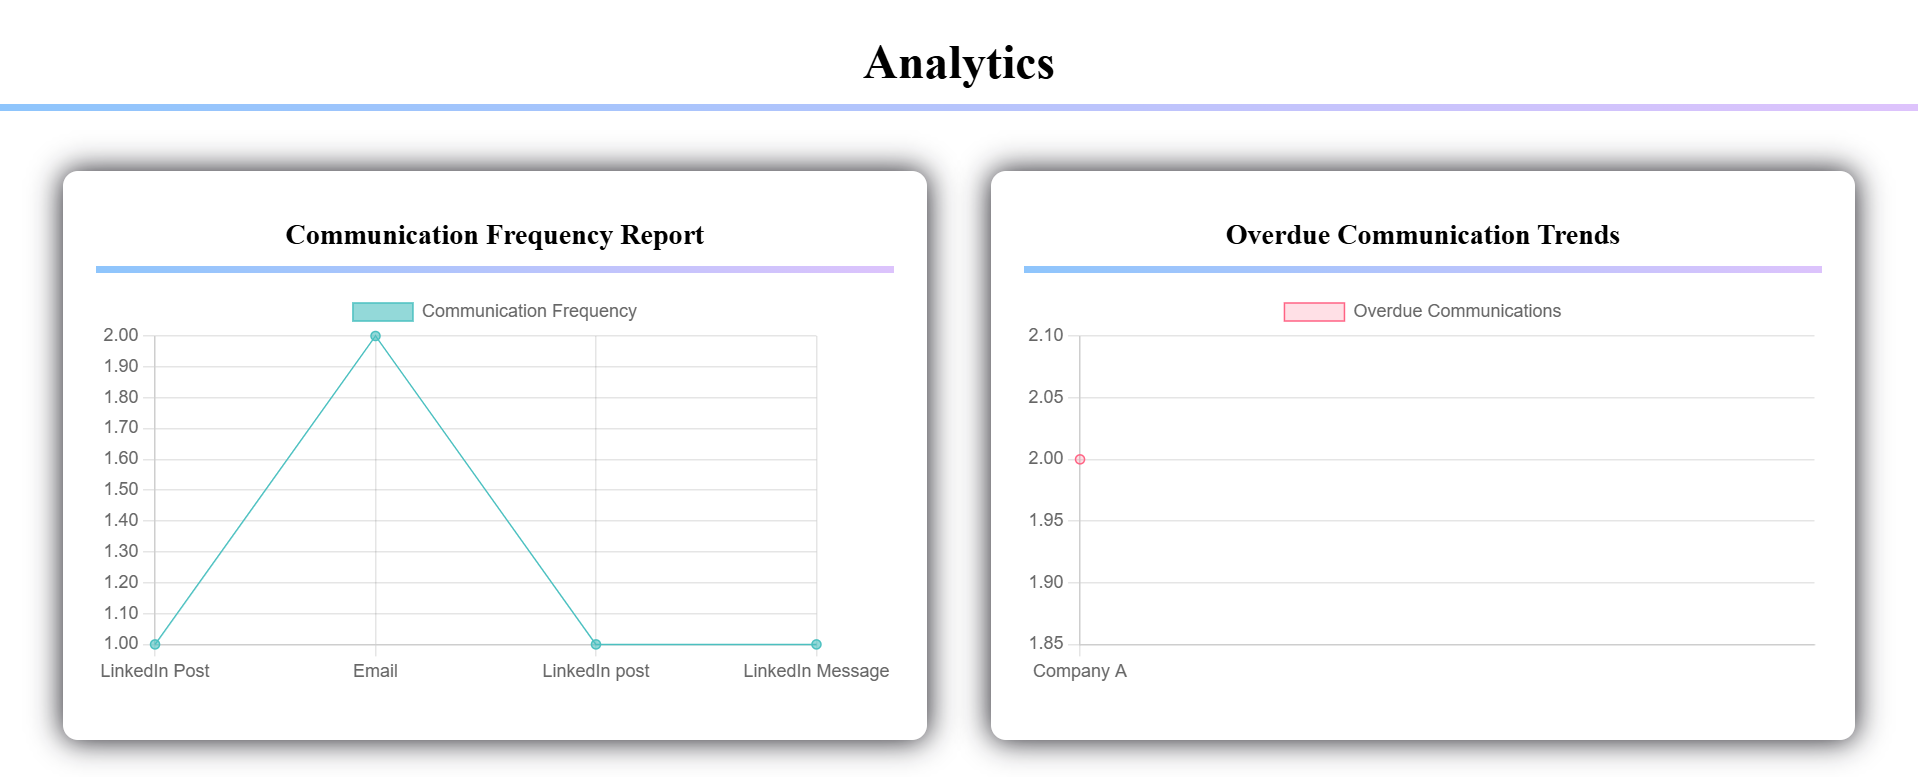 Analytics
Communication Frequency Report
Communication Frequency
2.00
1.90
1.80
1.70
1.60
1.50
1.40
1.30
1.20
1.10
1.00
LinkedIn Post
Email
LinkedIn post
LinkedIn Message
Overdue Communication Trends
Overdue Communications
2.10
2.05
2.00
1.95
1.90
1.85
Company A